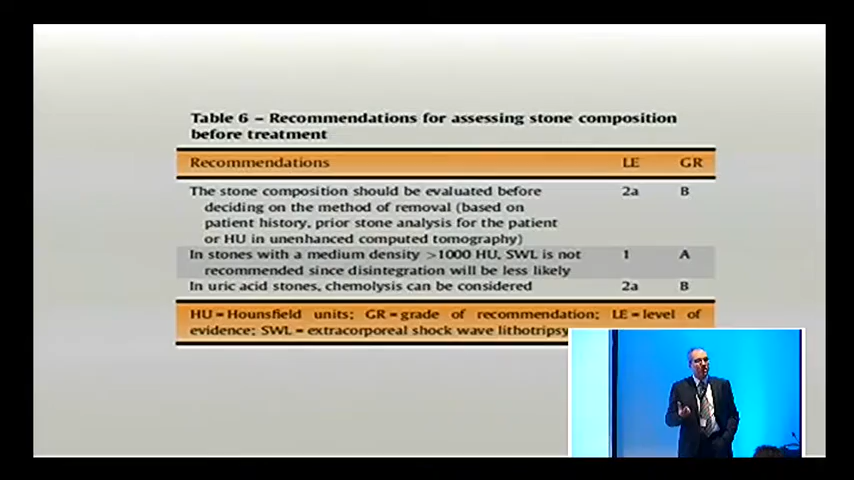 Table 6 – Recommendations for assessing stone composition
before treatment
Recommendations LE GR
The stone composition should be evaluated before 2a B
deciding on the method of removal (based on
patient history, prior stone analysis for the patient
or HU in unenhanced computed tomography)
In stones with a medium density >1000 HU, SWL is not 1 A
recommended since disintegration will be less likely
In uric acid stones, chemolysis can be considered 2a B
HU = Hounsfield units; GR = grade of recommendation; LE = level of
evidence; SWL = extracorporeal shock wave lithotripsy